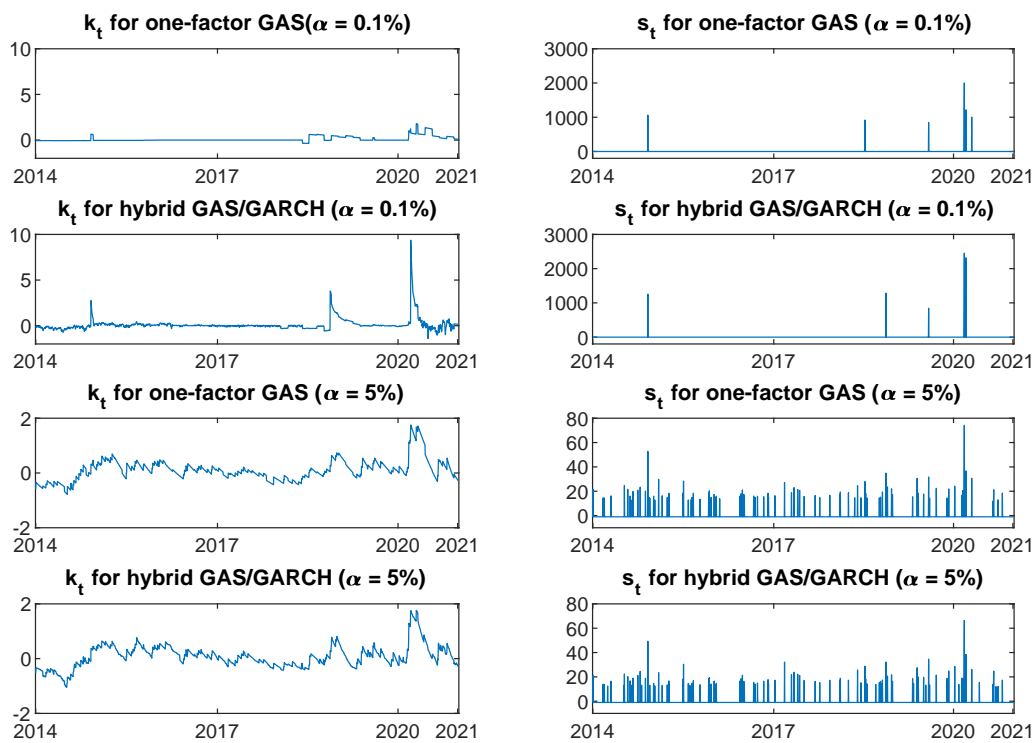 k_t for one-factor GAS(α = 0.1%)
10
5
0
2014 2017 2020 2021
s_t for one-factor GAS (α = 0.1%)
3000
2000
1000
0
2014 2017 2020 2021
k_t for hybrid GAS/GARCH (α = 0.1%)
10
5
0
2014 2017 2020 2021
s_t for hybrid GAS/GARCH (α = 0.1%)
3000
2000
1000
0
2014 2017 2020 2021
k_t for one-factor GAS (α = 5%)
2
0
-2
2014 2017 2020 2021
s_t for one-factor GAS (α = 5%)
80
60
40
20
0
2014 2017 2020 2021
k_t for hybrid GAS/GARCH (α = 5%)
2
0
-2
2014 2017 2020 2021
s_t for hybrid GAS/GARCH (α = 5%)
80
60
40
20
0
2014 2017 2020 2021